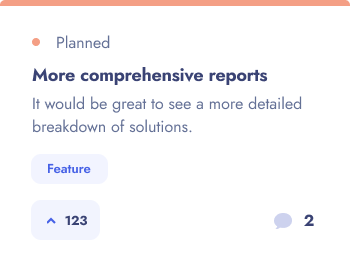 Planned
More comprehensive reports
It would be great to see a more detailed
breakdown of solutions.
Feature
123
2